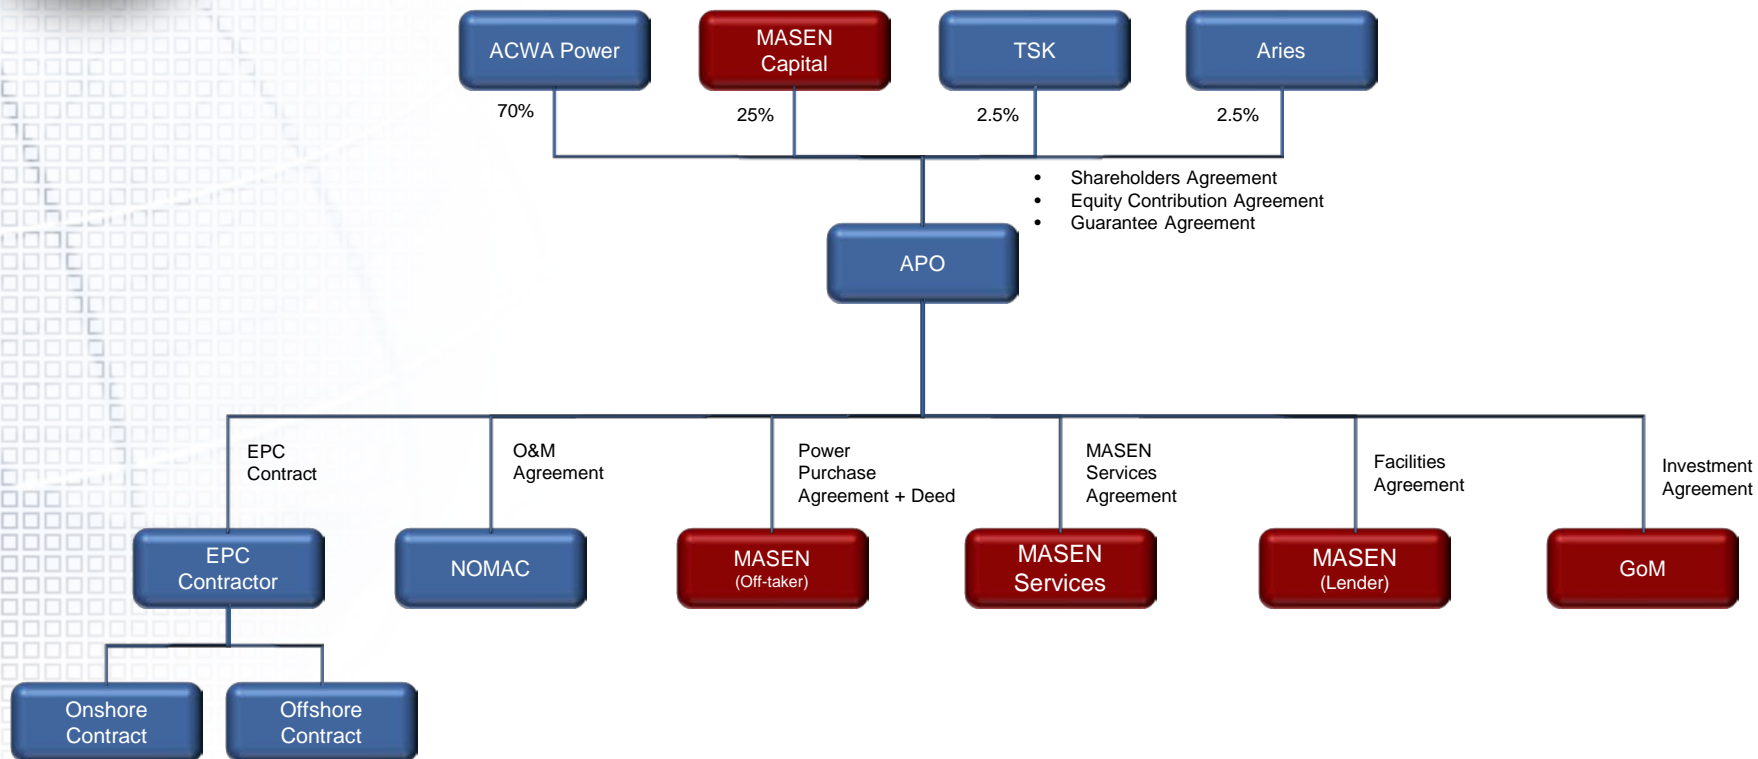 ACWA Power
MASEN
Capital
TSK
Aries
70%
25%
2.5%
2.5%
• Shareholders Agreement
• Equity Contribution Agreement
• Guarantee Agreement
APO
EPC
Contract
O&M
Agreement
Power
Purchase
Agreement + Deed
MASEN
Services
Agreement
Facilities
Agreement
Investment
Agreement
EPC
Contractor
NOMAC
MASEN
(Off-taker)
MASEN
Services
MASEN
(Lender)
GoM
Onshore
Contract
Offshore
Contract